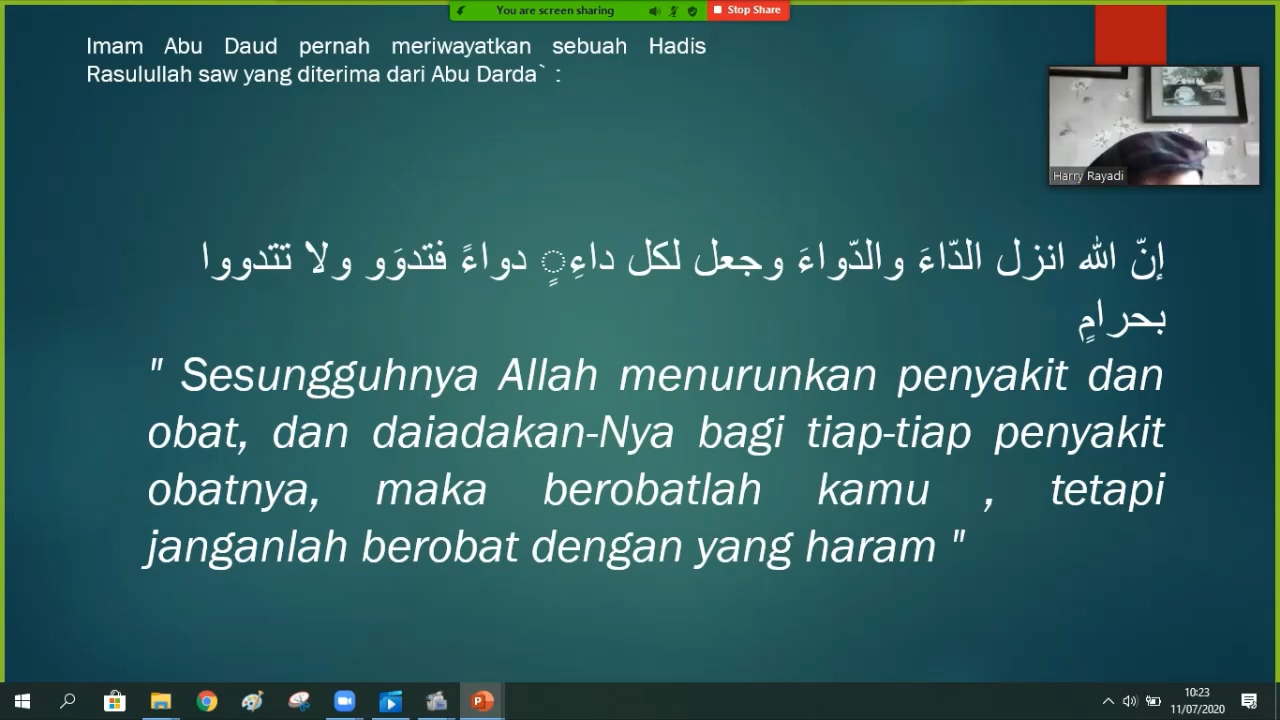 You are screen sharing
Stop Share
Imam Abu Daud pernah meriwayatkan sebuah Hadis
Rasulullah saw yang diterima dari Abu Darda` :
Harry Rayadi
إنّ الله انزل الدّاءَ والدّواءَ وجعل لكل داءِ ٍ دواءً فتدوَو ولا تتدووا
بحرامٍ
" Sesungguhnya Allah menurunkan penyakit dan
obat, dan daiadakan-Nya bagi tiap-tiap penyakit
obatnya, maka berobatlah kamu , tetapi
janganlah berobat dengan yang haram "
10:23
11/07/2020